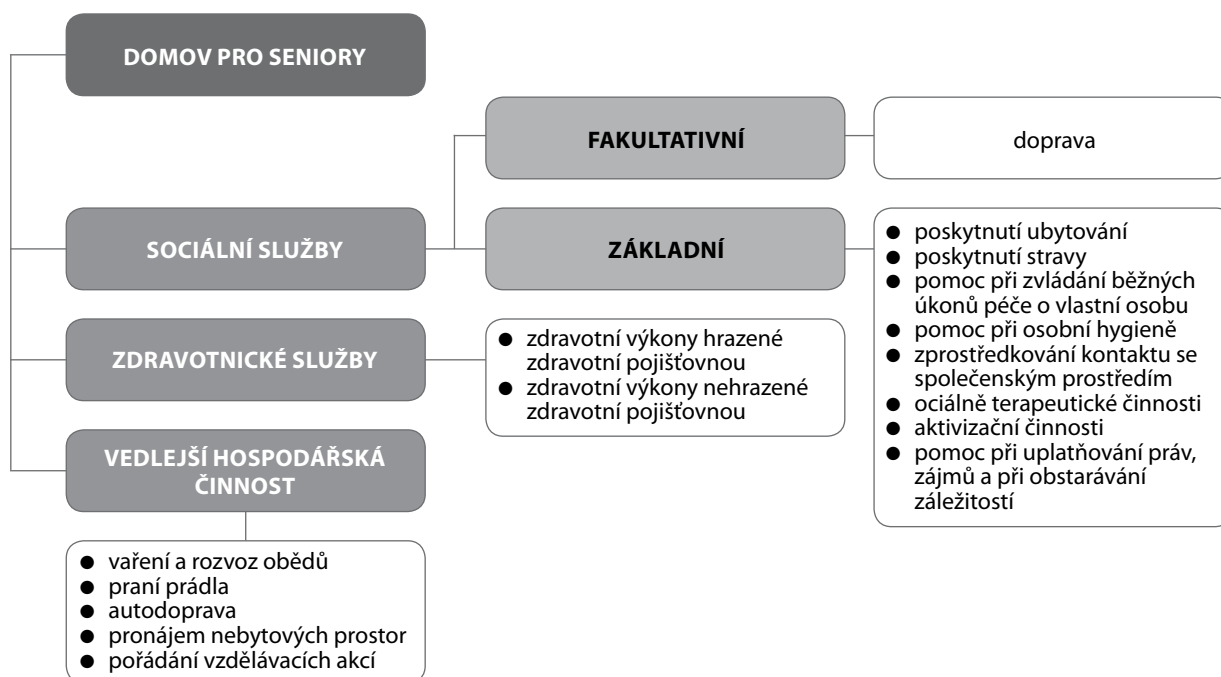 DOMOV PRO SENIORY
FAKULTATIVNÍ
doprava
SOCIÁLNÍ SLUŽBY
ZÁKLADNÍ
● poskytnutí ubytování
● poskytnutí stravy
● pomoc při zvládání běžných
úkonů péče o vlastní osobu
● pomoc při osobní hygieně
● zprostředkování kontaktu se
společenským prostředím
● ociálně terapeutické činnosti
● aktivizační činnosti
● pomoc při uplatňování práv,
zájmů a při obstarávání
záležitostí
ZDRAVOTNICKÉ SLUŽBY
● zdravotní výkony hrazené
zdravotní pojišťovnou
● zdravotní výkony nehrazené
zdravotní pojišťovnou
VEDLEJŠÍ HOSPODÁŘSKÁ
ČINNOST
● vaření a rozvoz obědů
● praní prádla
● autodoprava
● pronájem nebytových prostor
● pořádání vzdělávacích akcí